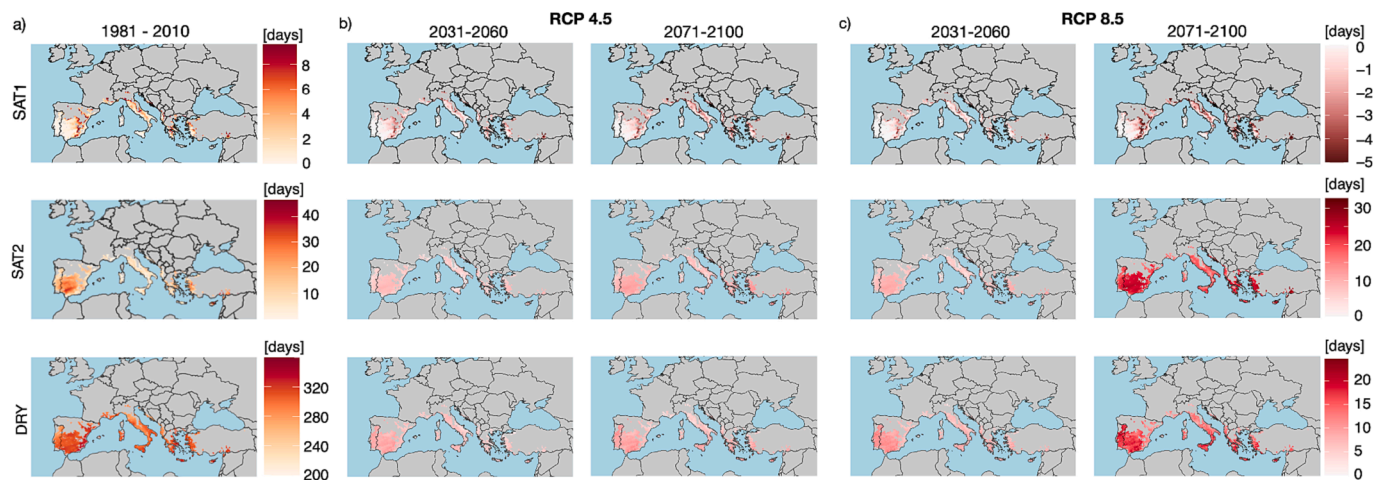 a)
b)
RCP 4.5
c)
RCP 8.5
1981 - 2010
[days]
2031-2060
2071-2100
2031-2060
2071-2100
[days]
SAT1
8
6
4
2
0
0
−1
−2
−3
−4
−5
[days]
[days]
SAT2
40
30
20
10
30
20
10
0
[days]
[days]
DRY
320
280
240
200
20
15
10
5
0